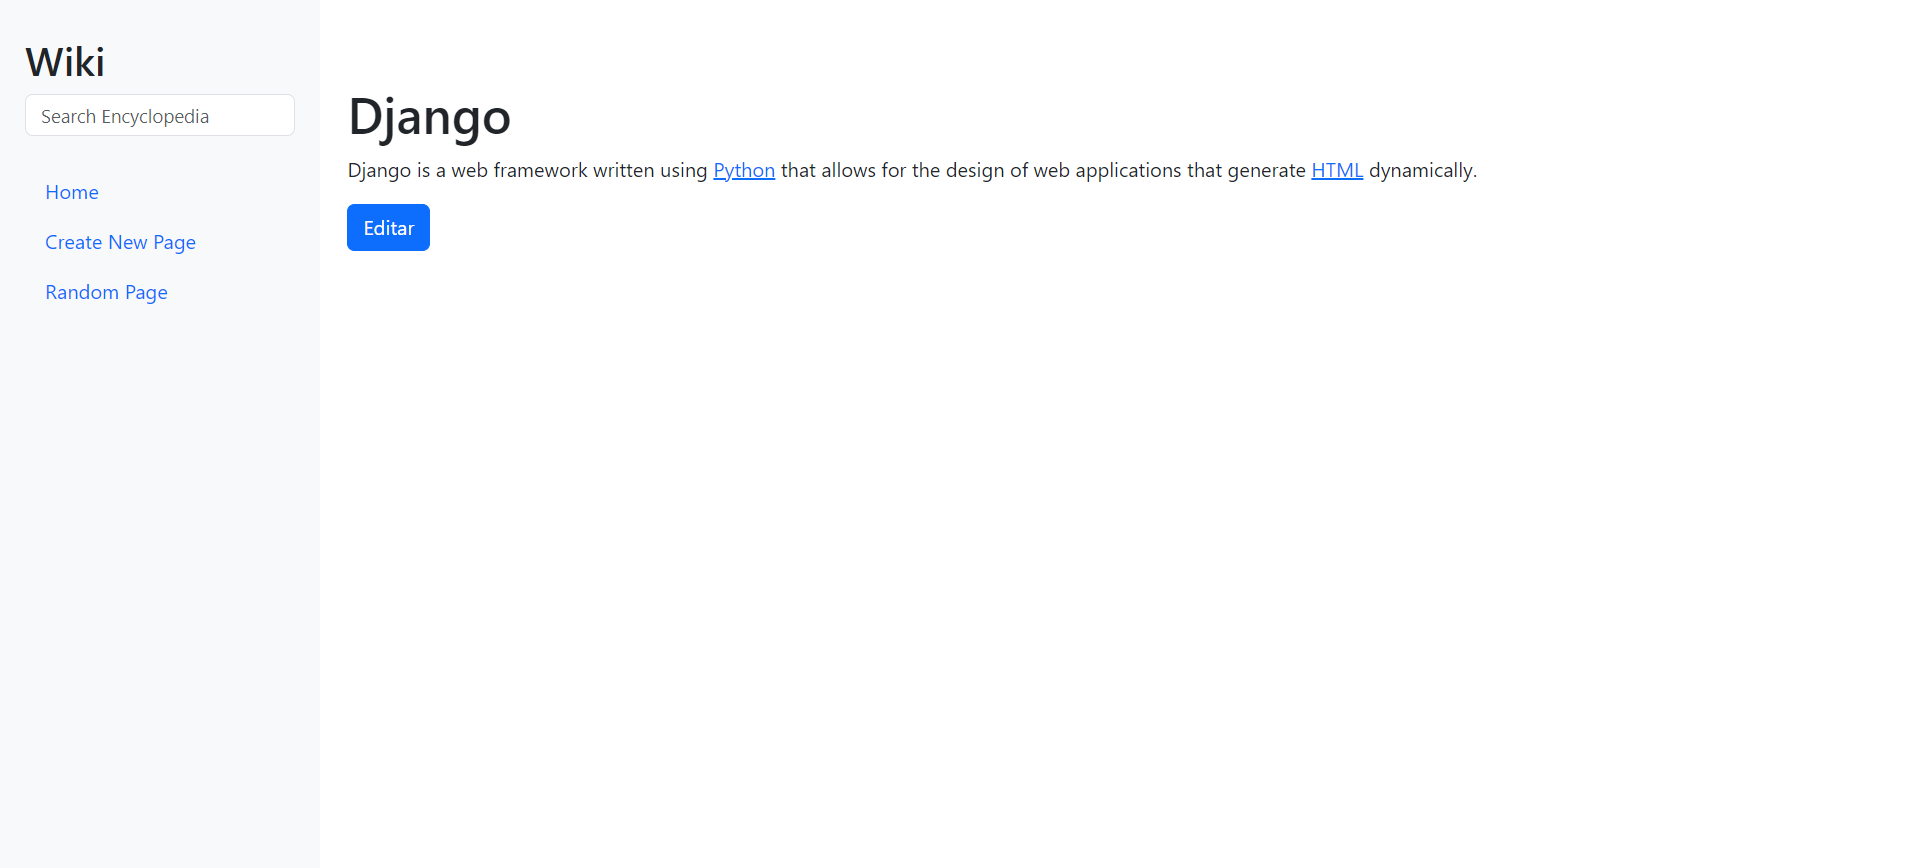 Wiki
Search Encyclopedia
Home
Create New Page
Random Page
Django
Django is a web framework written using Python that allows for the design of web applications that generate HTML dynamically.
Editar